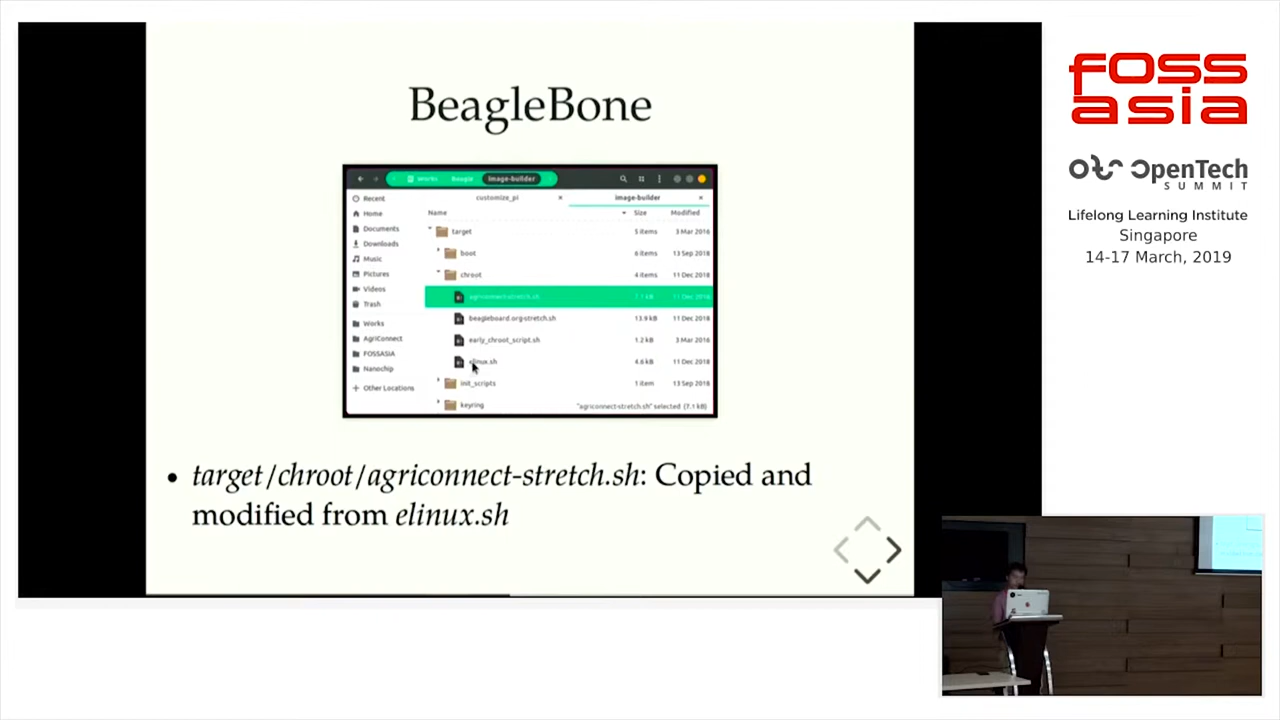 BeagleBone
Works Beagle image-builder
customize_pi
image-builder
Name Size Modified
Recent
Home
Documents
Downloads
Music
Pictures
Videos
Trash
Works
AgriConnect
FOSSASIA
Nanochip
Other Locations
target 5 items 3 Mar 2016
boot 6 items 13 Sep 2018
chroot 4 items 11 Dec 2018
agriconnect-stretch.sh 7.1 kB 11 Dec 2018
beagleboard.org-stretch.sh 13.9 kB 11 Dec 2018
early_chroot_script.sh 1.2 kB 3 Mar 2016
elinux.sh 4.6 kB 11 Dec 2018
init_scripts 1 item 13 Sep 2018
keyring
"agriconnect-stretch.sh" selected (7.1 kB)
• target/chroot/agriconnect-stretch.sh: Copied and
modified from elinux.sh
FOSS
asia
OpenTech
SUMMIT
Lifelong Learning Institute
Singapore
14-17 March, 2019